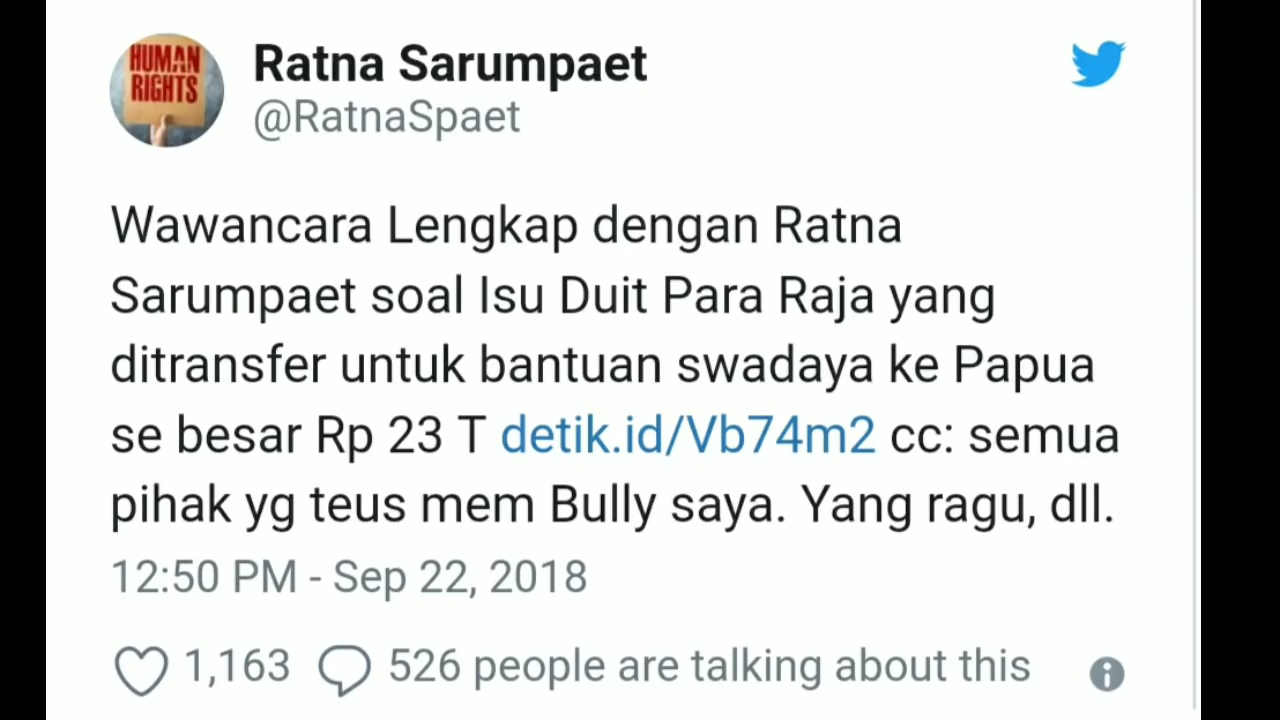 HUMAN
RIGHTS
Ratna Sarumpaet
@RatnaSpaet
Wawancara Lengkap dengan Ratna
Sarumpaet soal Isu Duit Para Raja yang
ditransfer untuk bantuan swadaya ke Papua
se besar Rp 23 T detik.id/Vb74m2 cc: semua
pihak yg teus mem Bully saya. Yang ragu, dll.
12:50 PM - Sep 22, 2018
1,163 526 people are talking about this